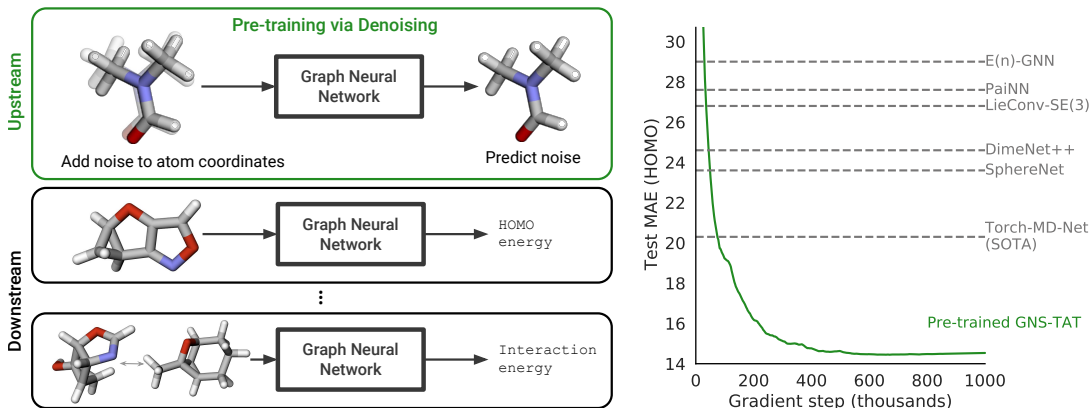 Upstream
Pre-training via Denoising
Graph Neural
Network
Add noise to atom coordinates
Predict noise
Downstream
Graph Neural
Network
HOMO
energy
Graph Neural
Network
Interaction
energy
Test MAE (HOMO)
30
28
26
24
22
20
18
16
14
E(n)-GNN
PaiNN
LieConv-SE(3)
DimeNet++
SphereNet
Torch-MD-Net
(SOTA)
Pre-trained GNS-TAT
0 200 400 600 800 1000
Gradient step (thousands)